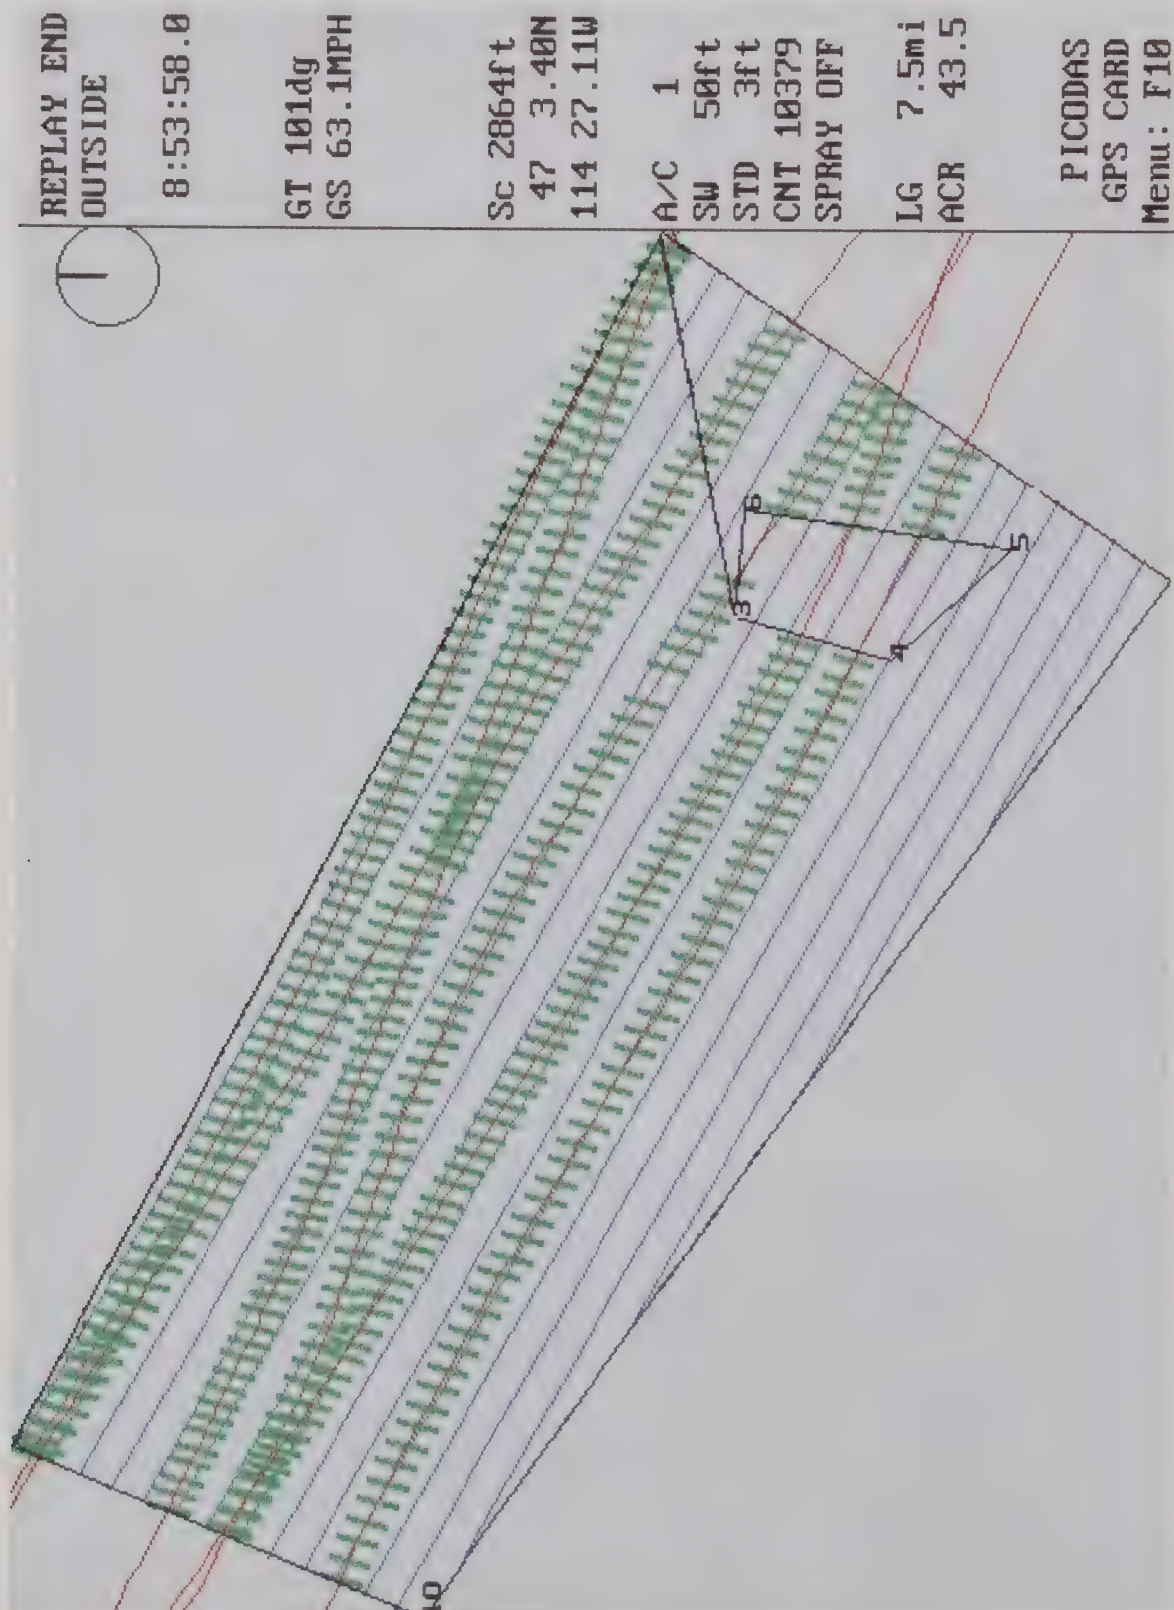 REPLAY END
OUTSIDE
8:53:58.0
GT 101dg
GS 63.1MPH
Sc 2864ft
47 3.40N
114 27.11W
A/C 1
SW 50ft
STD 3ft
CNT 10379
SPRAY OFF
LG 7.5mi
ACR 43.5
PICODAS
GPS CARD
Menu: F10
6
3
5
4
10